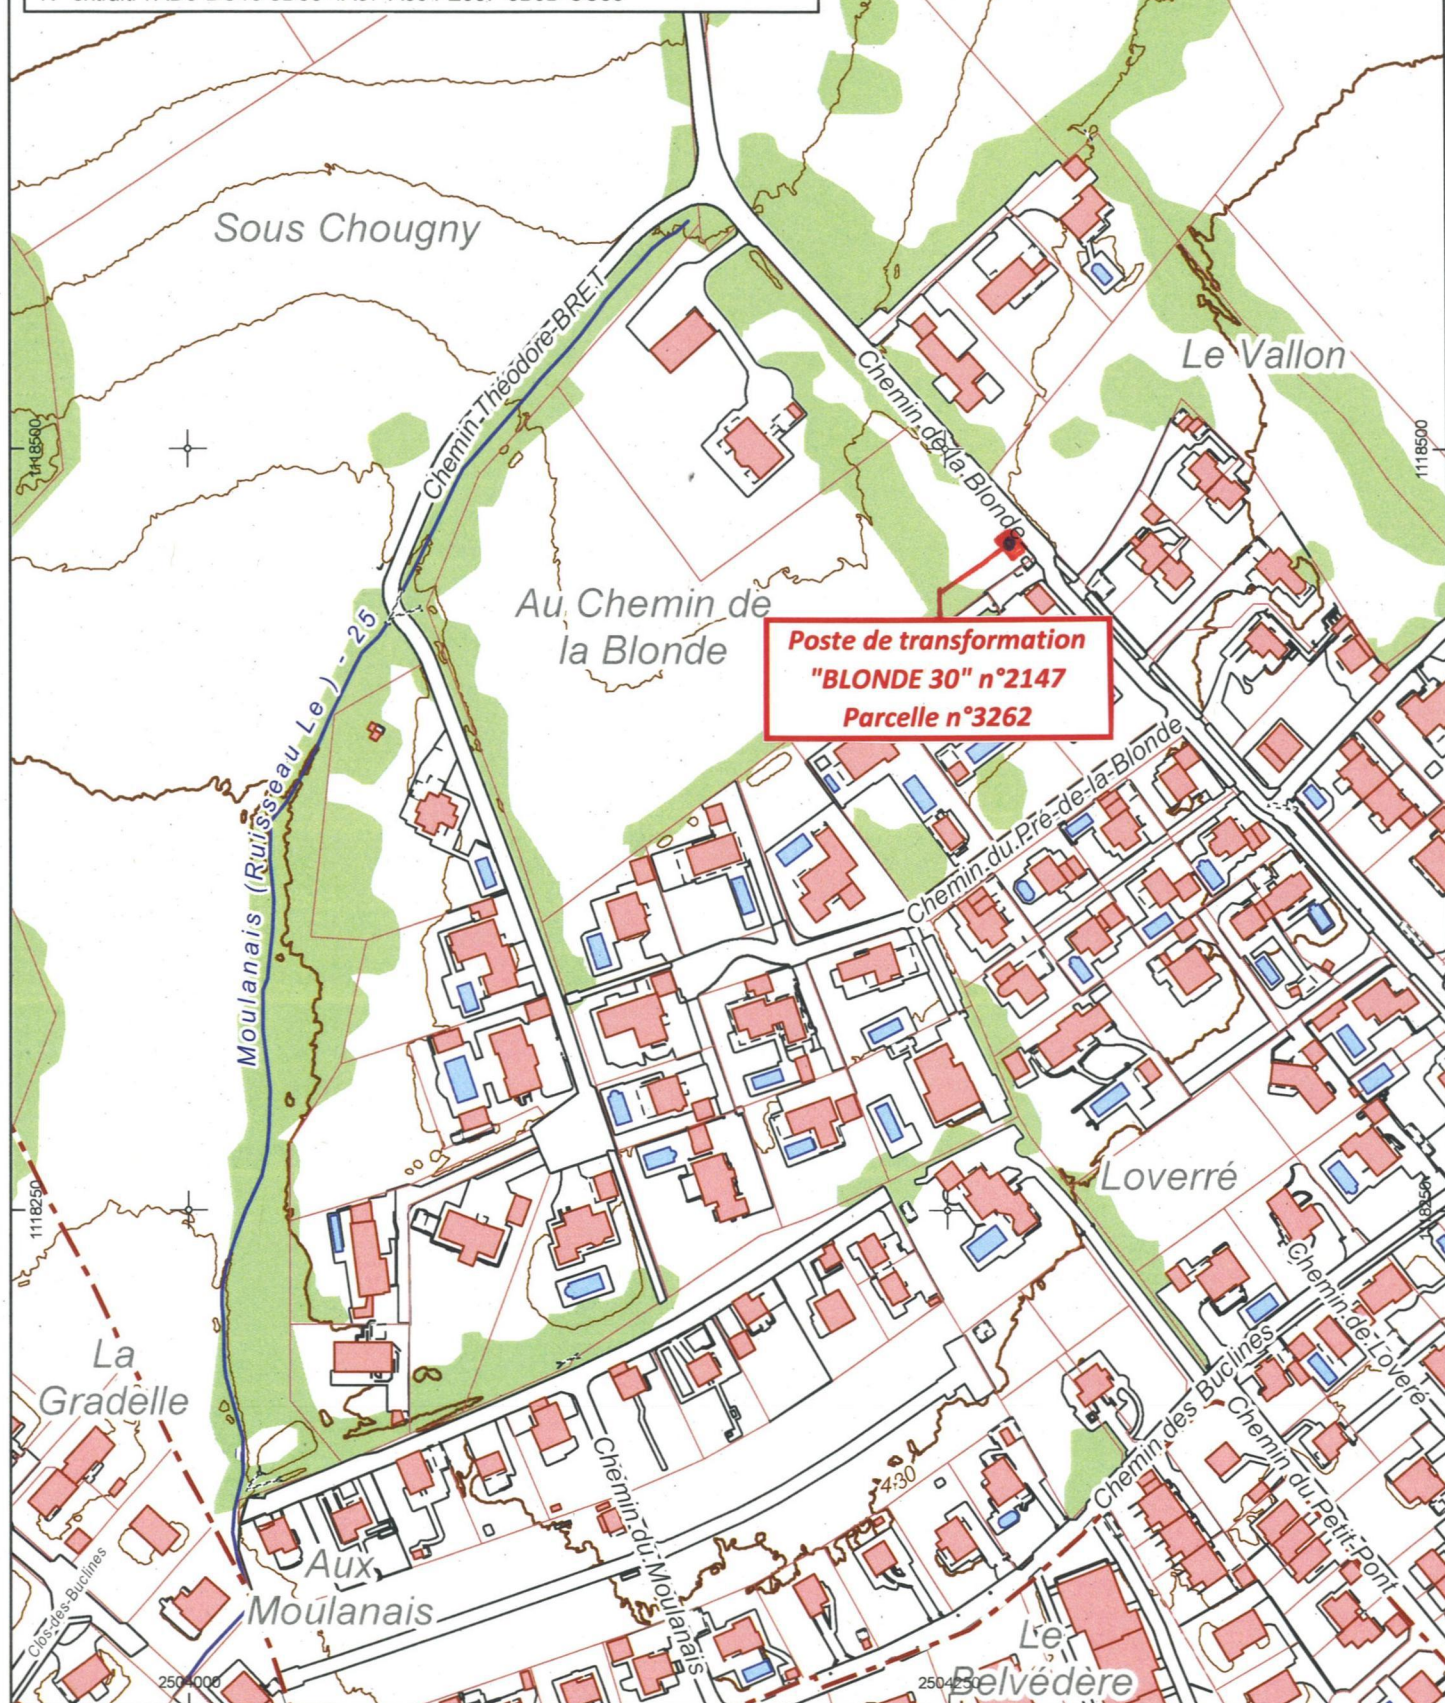 Sous Chougny
Chemin-Théodore-BRET
Le Vallon
Chemin de la Blonde
1118500
1118500
Au Chemin de
la Blonde
Poste de transformation
"BLONDE 30" n°2147
Parcelle n°3262
Moulanais (Ruisseau Le) - 25
Chemin du Pré-de-la-Blonde
Loverré
1118250
1118250
Chemin de Loverré
La
Gradelle
Chemin des Buclines
Chemin du Petit-Pont
430
Chemin du Moulanais
Aux
Moulanais
Clos-des-Buclines
Le
Belvédère
2504000
2504250